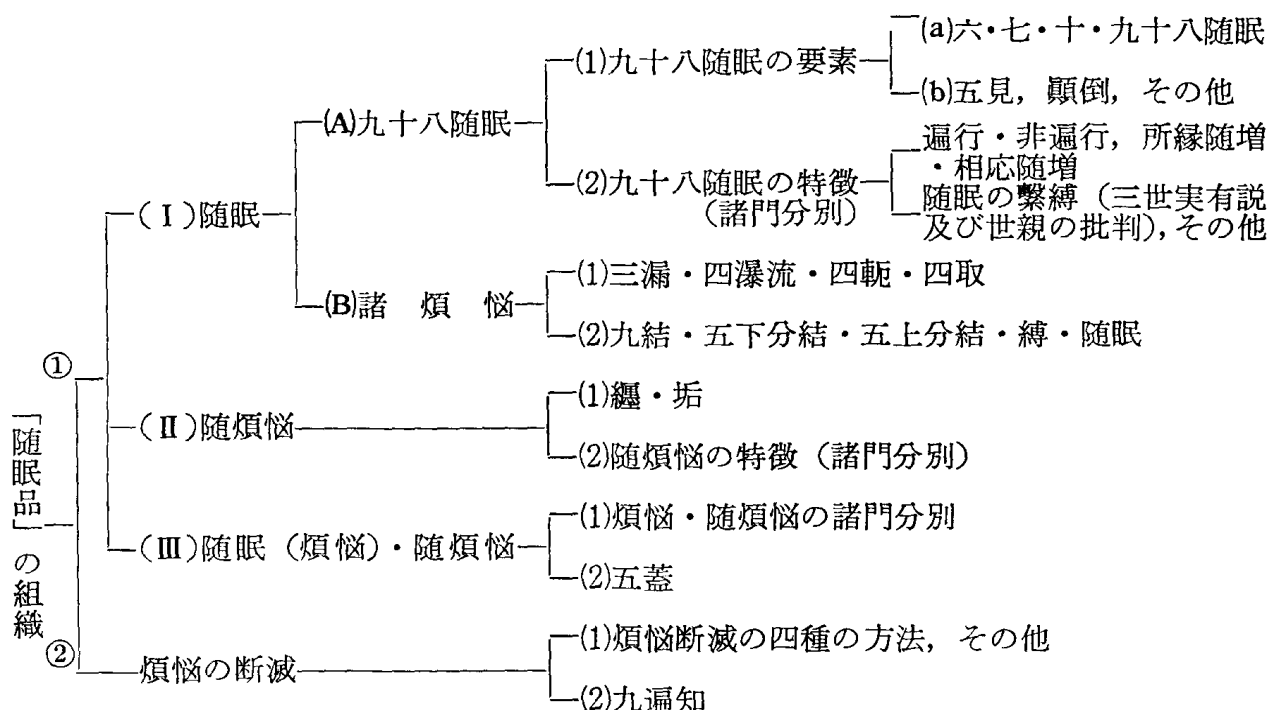 「随眠品」の組織
①
(Ⅰ)随眠
(A)九十八随眠
(1)九十八随眠の要素
(a)六・七・十・九十八随眠
(b)五見，顚倒，その他
(2)九十八随眠の特徴
(諸門分別)
遍行・非遍行，所縁随増
・相応随増
随眠の繫縛（三世実有説
及び世親の批判），その他
(B)諸煩悩
(1)三漏・四瀑流・四軛・四取
(2)九結・五下分結・五上分結・縛・随眠
(Ⅱ)随煩悩
(1)纒・垢
(2)随煩悩の特徴（諸門分別）
(Ⅲ)随眠（煩悩）・随煩悩
(1)煩悩・随煩悩の諸門分別
(2)五蓋
②
煩悩の断滅
(1)煩悩断滅の四種の方法，その他
(2)九遍知